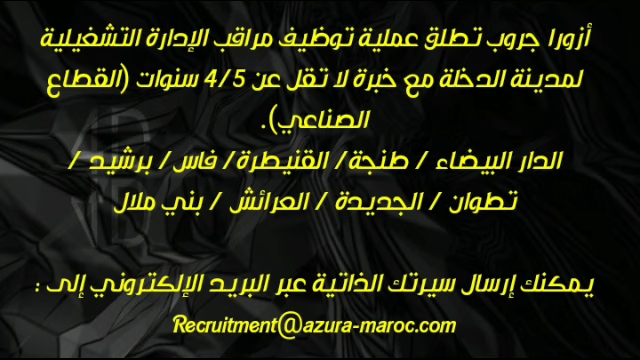 أزورا جروب تطلق عملية توظيف مراقب الإدارة التشغيلية
لمدينة الدخلة مع خبرة لا تقل عن 4/5 سنوات (القطاع
الصناعي).
الدار البيضاء / طنجة/ القنيطرة/ فاس/ برشيد /
تطوان / الجديدة / العرائش / بني ملال
يمكنك إرسال سيرتك الذاتية عبر البريد الإلكتروني إلى :
Recruitment@azura-maroc.com